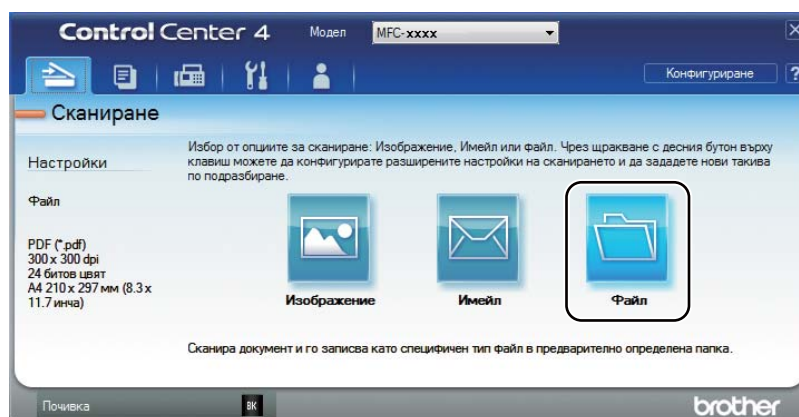 Control Center 4
Модел
MFC-xxxx
Конфигуриране
?
Сканиране
Настройки
Файл
PDF (*.pdf)
300 x 300 dpi
24 битов цвят
A4 210 x 297 мм (8.3 x
11.7 инча)
Избор от опциите за сканиране: Изображение, Имейл или файл. Чрез щракване с десния бутон върху
клавиш можете да конфигурирате разширените настройки на сканирането и да зададете нови такива
по подразбиране.
Изображение
Имейл
Файл
Сканира документ и го записва като специфичен тип файл в предварително определена папка.
Почивка
BK
brother